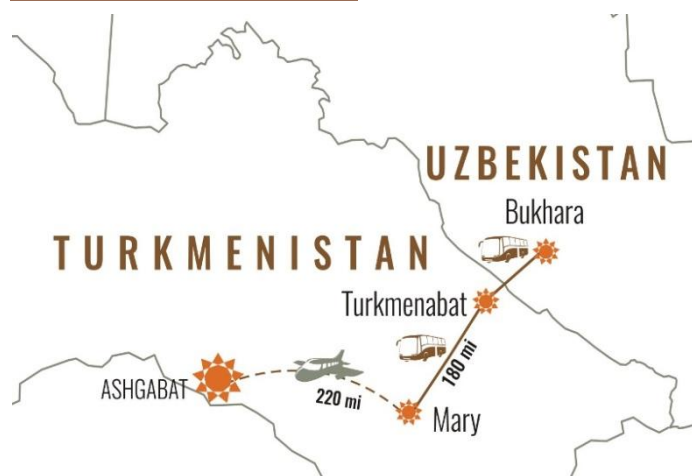 UZBEKISTAN
Bukhara
TURKMENISTAN
Turkmenabat
180 mi
ASHGABAT
220 mi
Mary